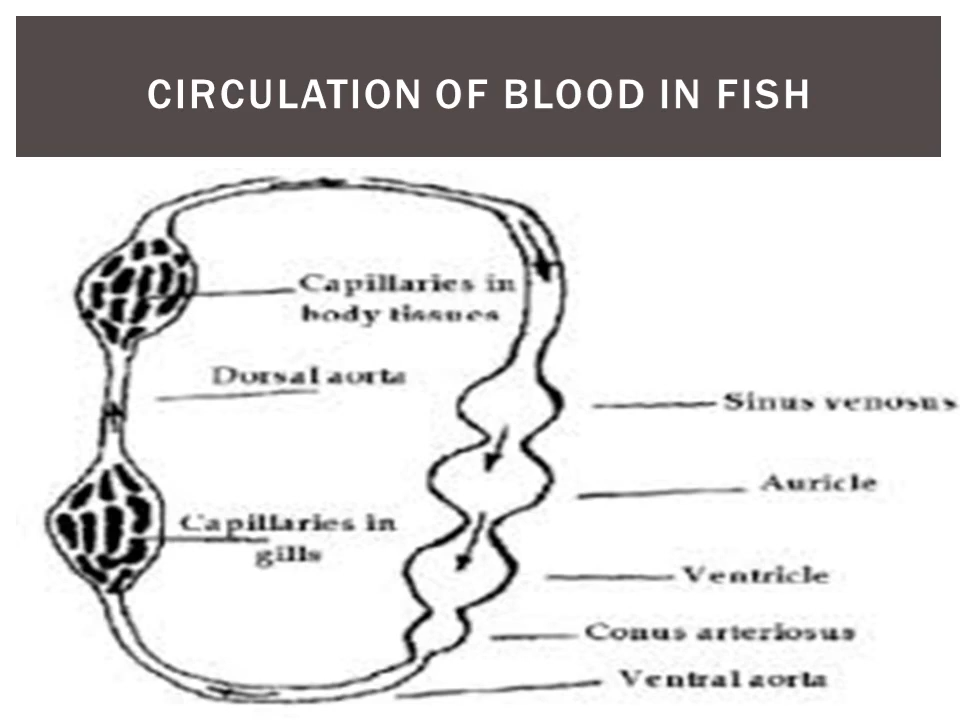 CIRCULATION OF BLOOD IN FISH
Capillaries in
body tissues
Dorsal aorta
Sinus venosus
Auricle
Capillaries in
gills
Ventricle
Conus arteriosus
Ventral aorta